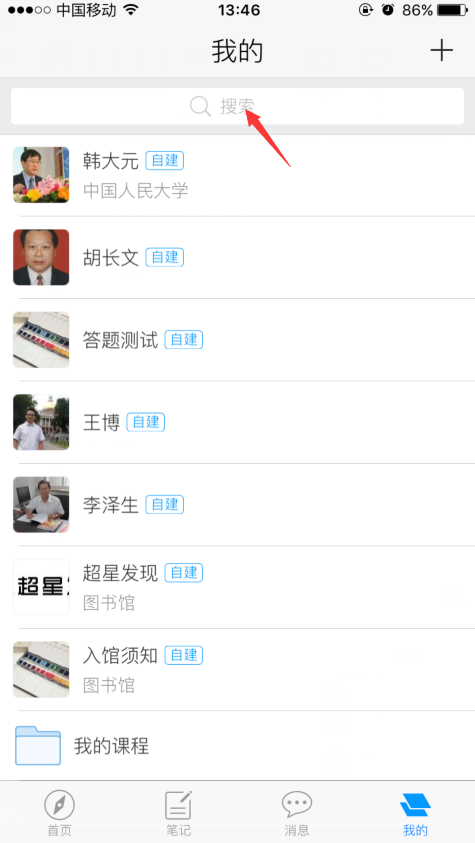 中国移动 13:46 86%
我的
搜索
韩大元 自建
中国人民大学
胡长文 自建
答题测试 自建
王博 自建
李泽生 自建
超星发现 自建
图书馆
超星
入馆须知 自建
图书馆
我的课程
首页 笔记 消息 我的